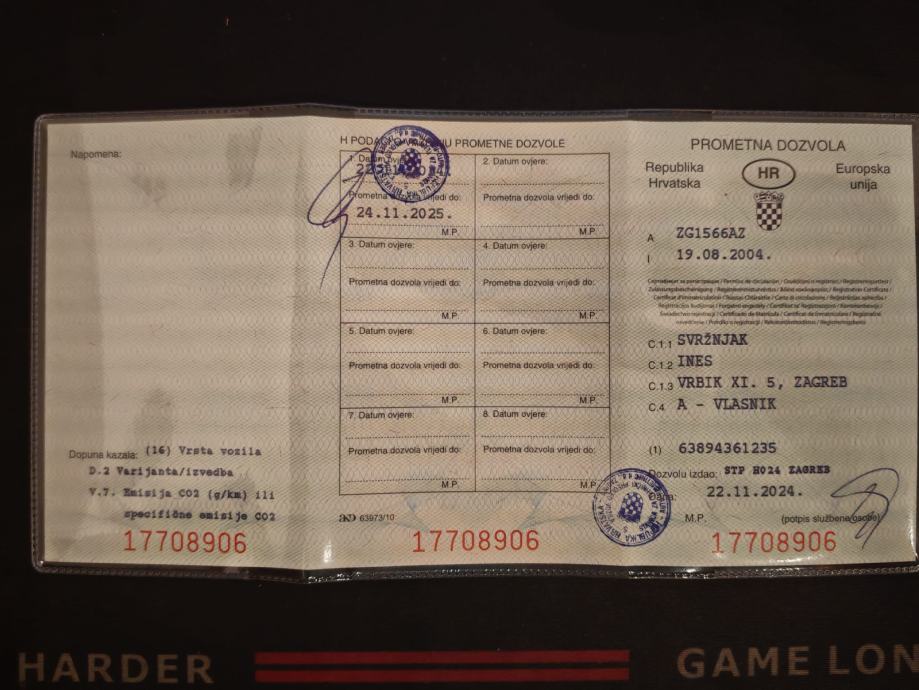 Napomena:
Dopuna kazala: (16) Vrsta vozila
D.2 Varijanta/izvedba
V.7. Emisija CO2 (g/km) ili
specifične emisije CO2
17708906
H PODAC U PROMETNE DOZVOLE
1. Datum ovjere:
Prometna dozvola vrijedi do:
24.11.2025.
M.P.
2. Datum ovjere:
Prometna dozvola vrijedi do:
M.P.
3. Datum ovjere:
Prometna dozvola vrijedi do:
M.P.
4. Datum ovjere:
Prometna dozvola vrijedi do:
M.P.
5. Datum ovjere:
Prometna dozvola vrijedi do:
M.P.
6. Datum ovjere:
Prometna dozvola vrijedi do:
M.P.
7. Datum ovjere:
Prometna dozvola vrijedi do:
M.P.
8. Datum ovjere:
Prometna dozvola vrijedi do:
M.P.
AKD 63973/10
17708906
PROMETNA DOZVOLA
Republika
Hrvatska
HR
Europska
unija
A ZG1566AZ
I 19.08.2004.
C.1.1 SVRŽNJAK
C.1.2 INES
C.1.3 VRBIK XI. 5, ZAGREB
C.4 A - VLASNIK
(1) 63894361235
Dozvolu izdao: STP H024 ZAGREB
Dana: 22.11.2024.
M.P. (potpis službene osobe)
17708906
HARDER
GAME LON